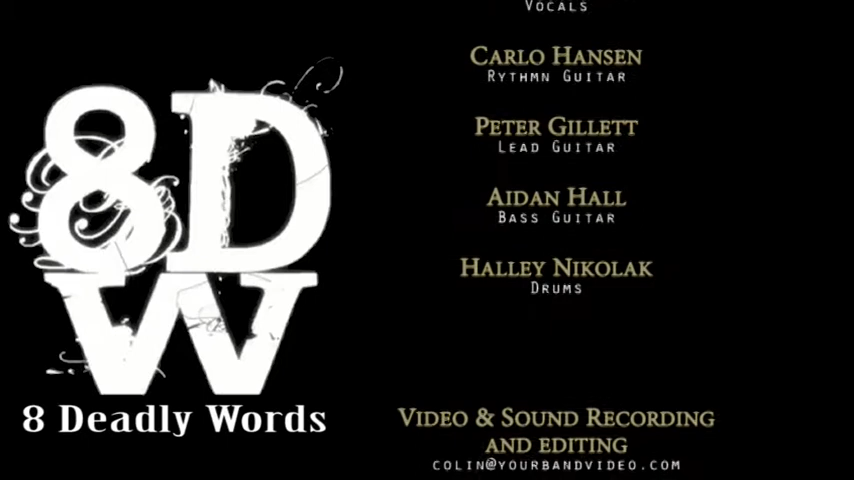 8D
W
8 Deadly Words
VOCALS
CARLO HANSEN
RYTHMN GUITAR
PETER GILLETT
LEAD GUITAR
AIDAN HALL
BASS GUITAR
HALLEY NIKOLAK
DRUMS
VIDEO & SOUND RECORDING
AND EDITING
COLIN@YOURBANDVIDEO.COM